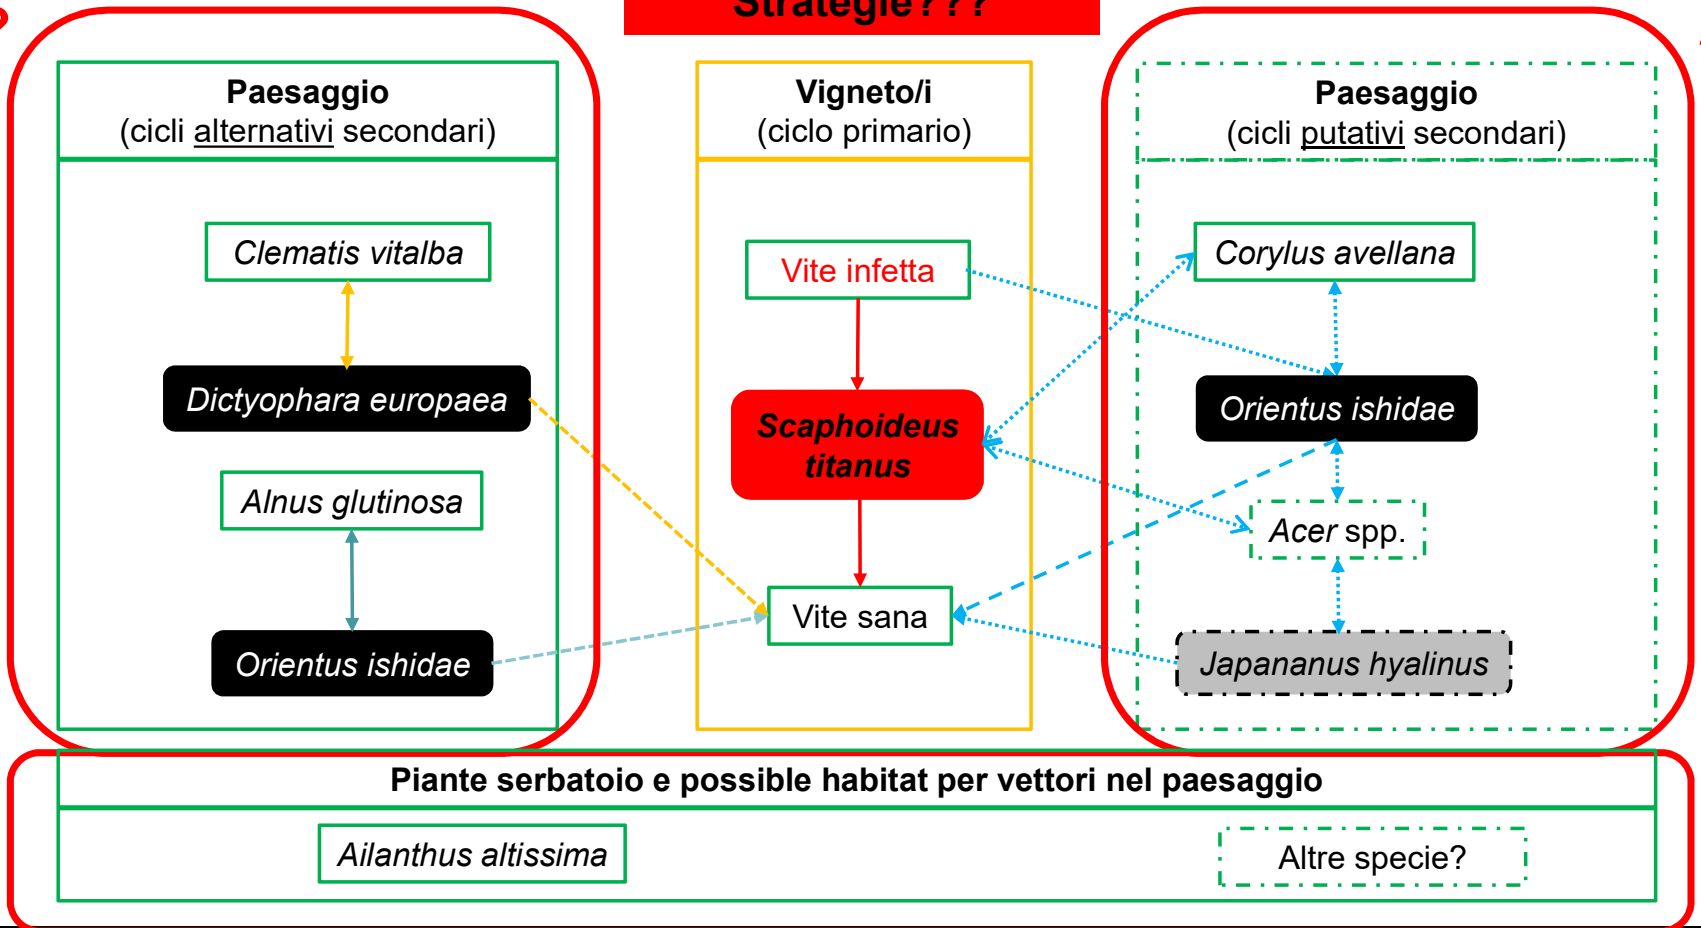 Strategie???
Paesaggio
(cicli alternativi secondari)
Clematis vitalba
Dictyophara europaea
Alnus glutinosa
Orientus ishidae
Vigneto/i
(ciclo primario)
Vite infetta
Scaphoideus
titanus
Vite sana
Paesaggio
(cicli putativi secondari)
Corylus avellana
Orientus ishidae
Acer spp.
Japananus hyalinus
Piante serbatoio e possible habitat per vettori nel paesaggio
Ailanthus altissima
Altre specie?